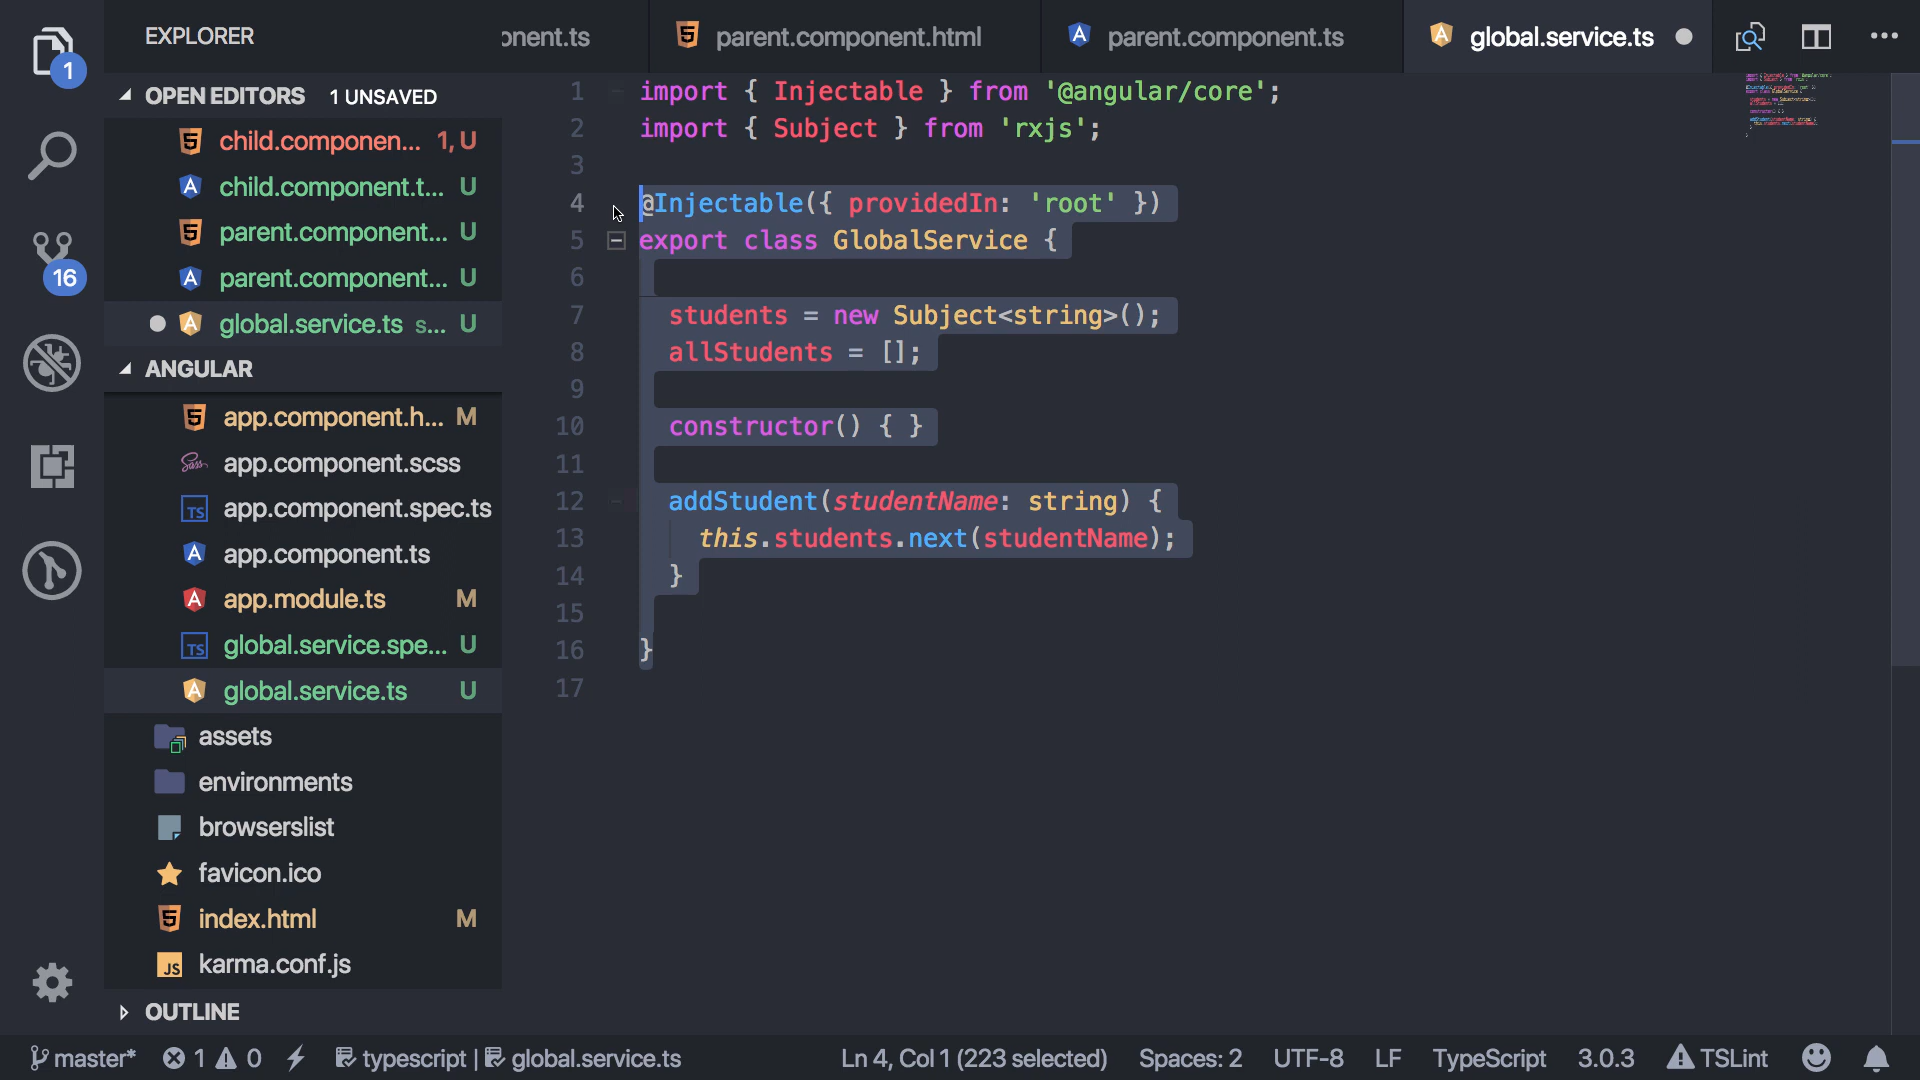 EXPLORER
onent.ts
parent.component.html
parent.component.ts
global.service.ts
1
OPEN EDITORS 1 UNSAVED
child.componen... 1, U
child.component.t... U
parent.component... U
parent.component... U
global.service.ts s... U
16
ANGULAR
app.component.h... M
app.component.scss
app.component.spec.ts
app.component.ts
app.module.ts M
global.service.spe... U
global.service.ts U
assets
environments
browserslist
favicon.ico
index.html M
karma.conf.js
OUTLINE
1 import { Injectable } from '@angular/core';
2 import { Subject } from 'rxjs';
3
4 @Injectable({ providedIn: 'root' })
5 export class GlobalService {
6
7 students = new Subject<string>();
8 allStudents = [];
9
10 constructor() { }
11
12 addStudent(studentName: string) {
13 this.students.next(studentName);
14 }
15
16 }
17
master* 1 0 typescript | global.service.ts Ln 4, Col 1 (223 selected) Spaces: 2 UTF-8 LF TypeScript 3.0.3 TSLint